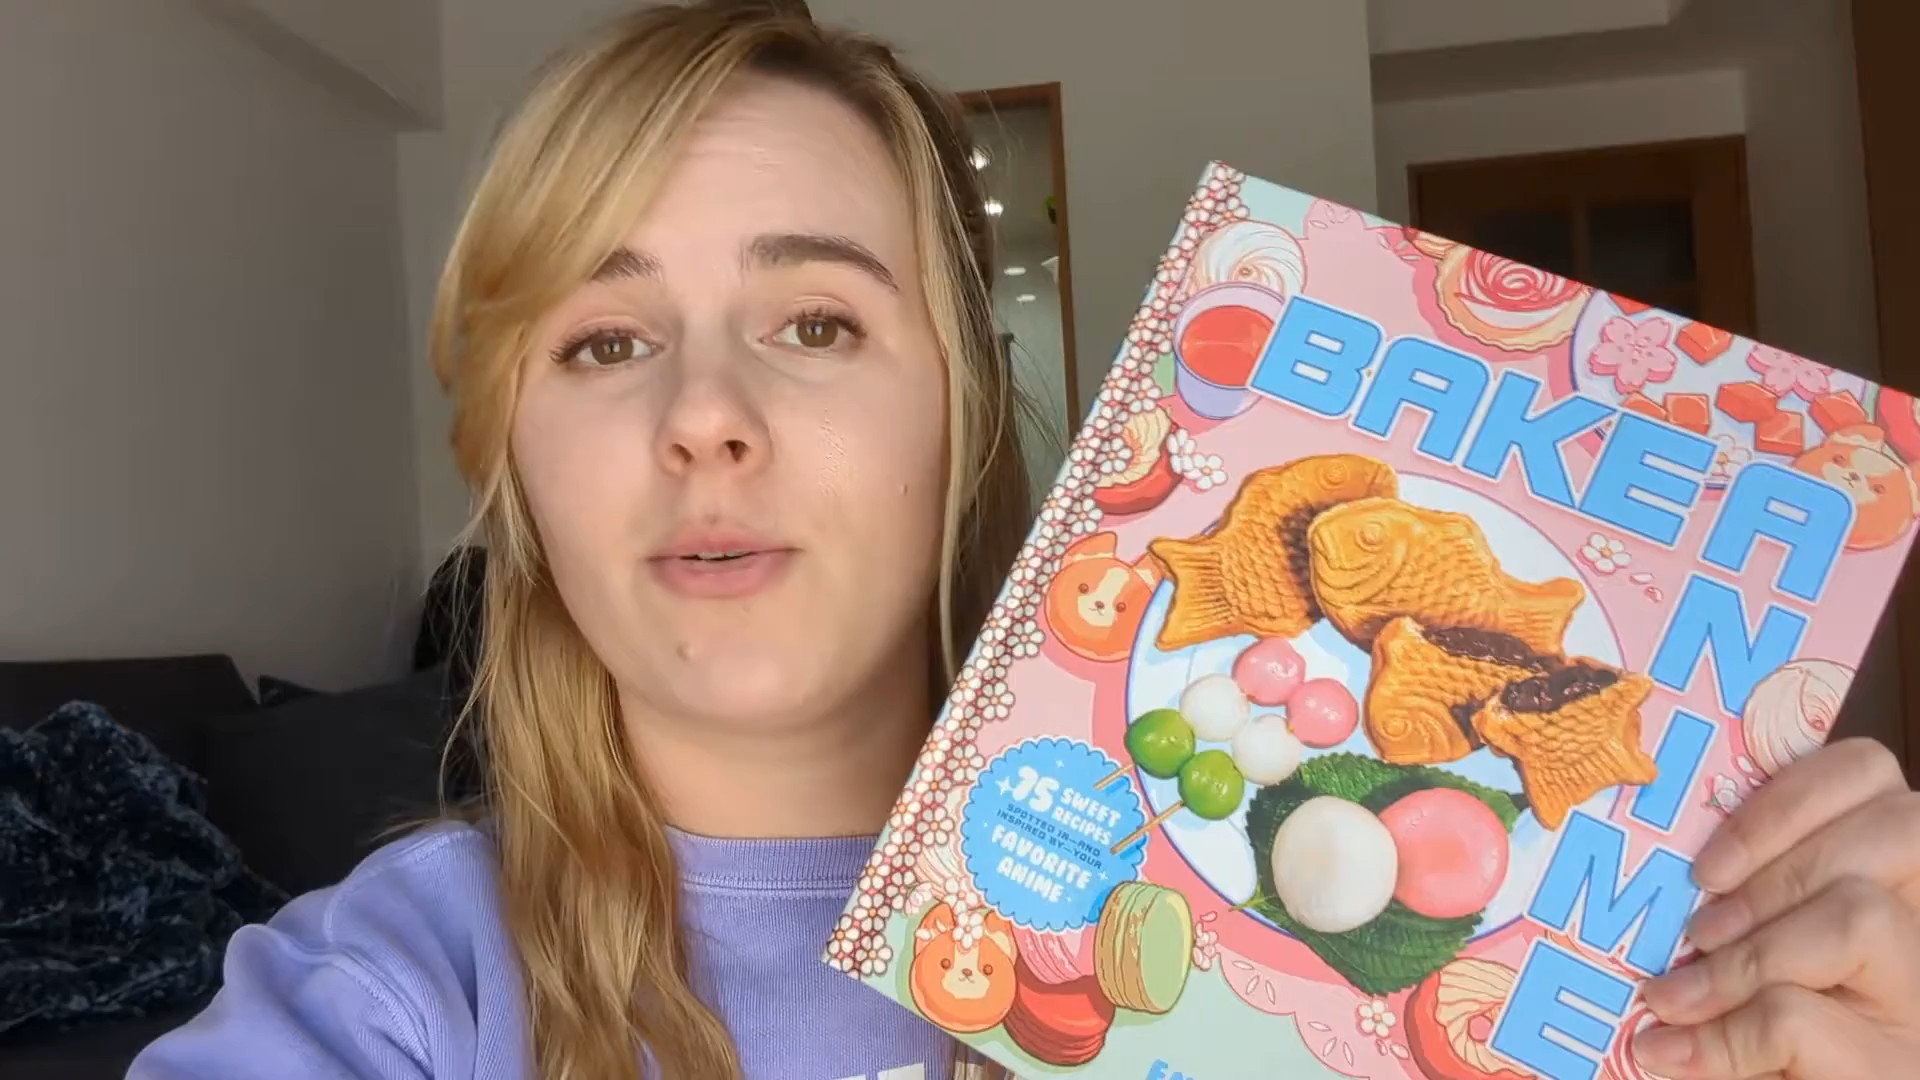 BAKE
ANIME
75 SWEET
RECIPES
SPOTTED IN—AND
INSPIRED BY—YOUR
FAVORITE
ANIME